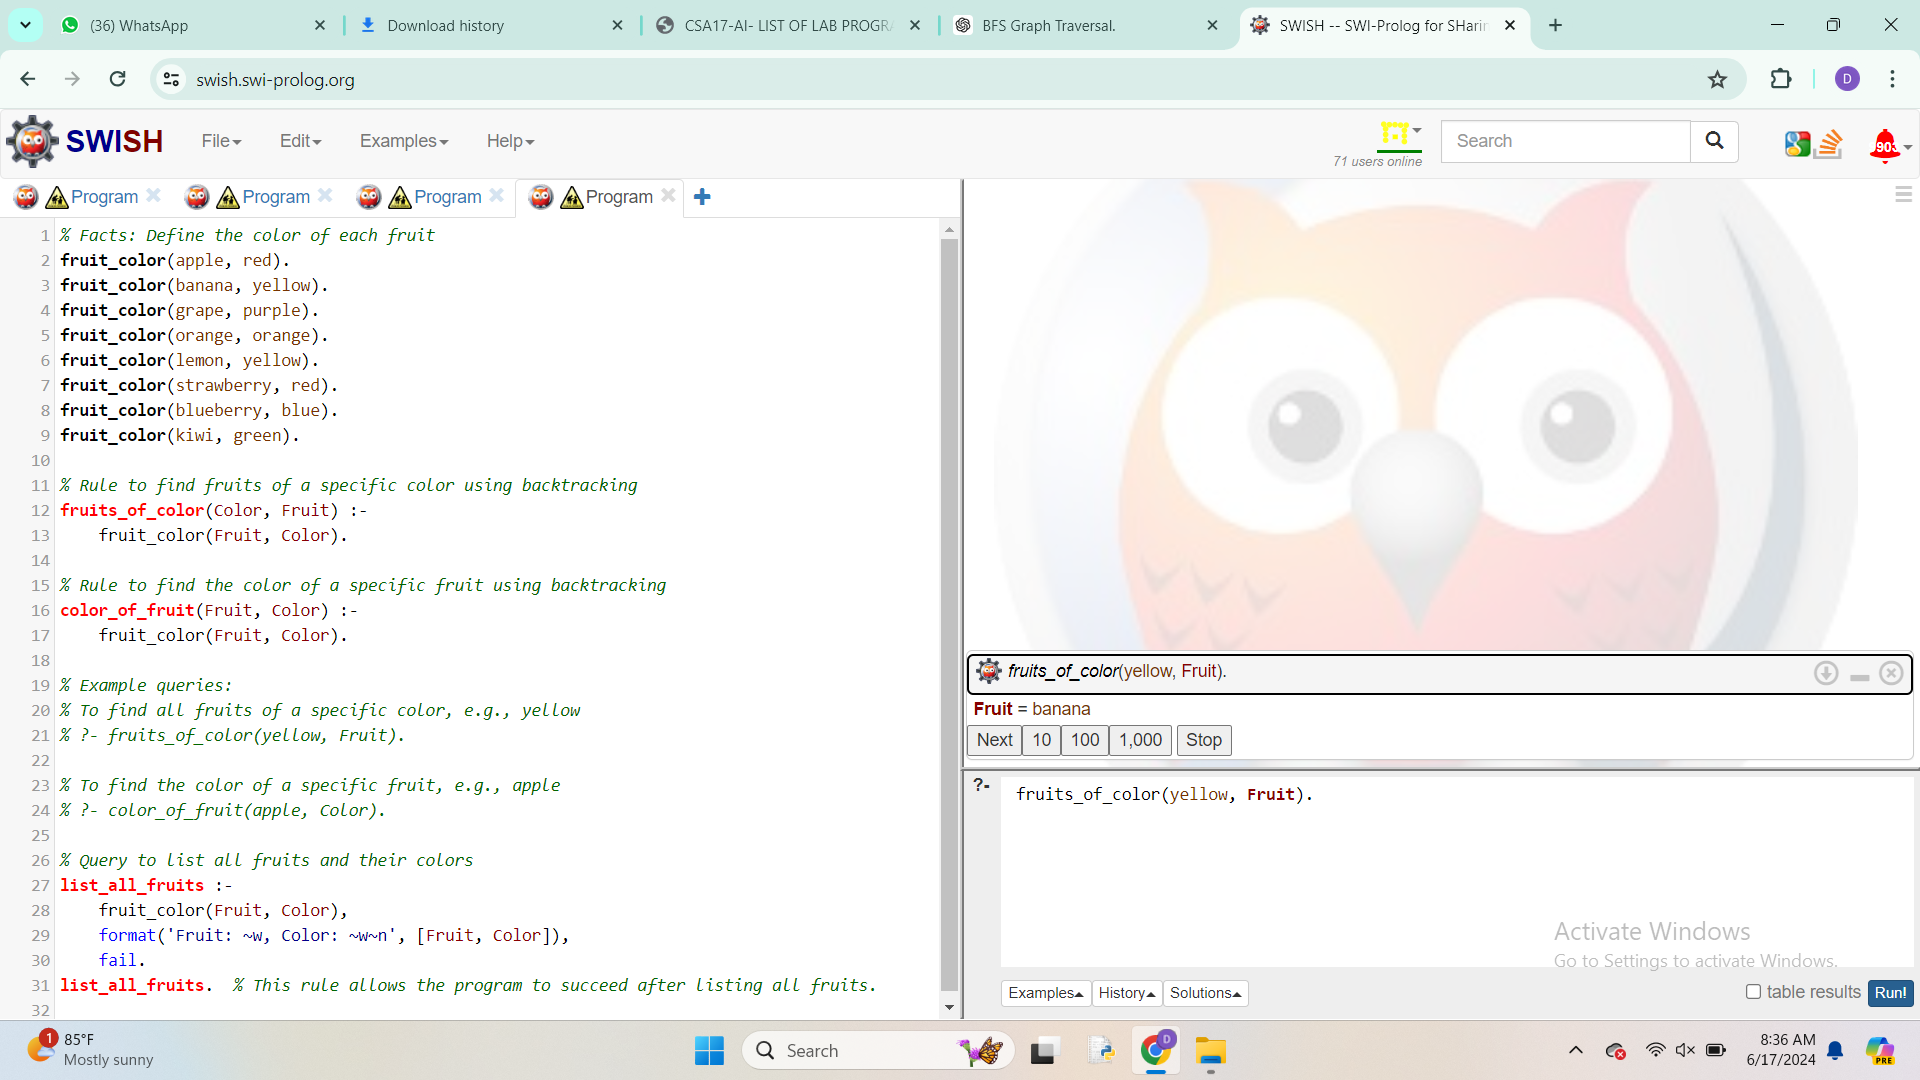 (36) WhatsApp
Download history
CSA17-AI- LIST OF LAB PROGR
BFS Graph Traversal.
SWISH -- SWI-Prolog for SHarin
swish.swi-prolog.org
D
SWISH
File
Edit
Examples
Help
71 users online
Search
903
Program
Program
Program
Program
1 % Facts: Define the color of each fruit
2 fruit_color(apple, red).
3 fruit_color(banana, yellow).
4 fruit_color(grape, purple).
5 fruit_color(orange, orange).
6 fruit_color(lemon, yellow).
7 fruit_color(strawberry, red).
8 fruit_color(blueberry, blue).
9 fruit_color(kiwi, green).
10
11 % Rule to find fruits of a specific color using backtracking
12 fruits_of_color(Color, Fruit) :-
13     fruit_color(Fruit, Color).
14
15 % Rule to find the color of a specific fruit using backtracking
16 color_of_fruit(Fruit, Color) :-
17     fruit_color(Fruit, Color).
18
19 % Example queries:
20 % To find all fruits of a specific color, e.g., yellow
21 % ?- fruits_of_color(yellow, Fruit).
22
23 % To find the color of a specific fruit, e.g., apple
24 % ?- color_of_fruit(apple, Color).
25
26 % Query to list all fruits and their colors
27 list_all_fruits :-
28     fruit_color(Fruit, Color),
29     format('Fruit: ~w, Color: ~w~n', [Fruit, Color]),
30     fail.
31 list_all_fruits.  % This rule allows the program to succeed after listing all fruits.
32
fruits_of_color(yellow, Fruit).
Fruit = banana
Next 10 100 1,000 Stop
?- fruits_of_color(yellow, Fruit).
Activate Windows
Go to Settings to activate Windows.
Examples History Solutions
table results Run!
1
85°F
Mostly sunny
Search
D
8:36 AM
6/17/2024
PRE